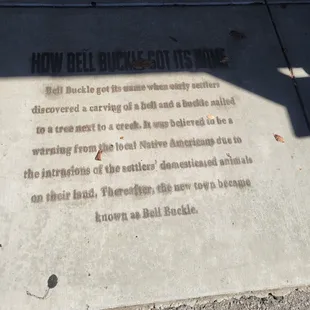 HOW BELL BUCKLE GOT ITS NAME
Bell Buckle got its name when early settlers
discovered a carving of a bell and a buckle nailed
to a tree next to a creek. It was believed to be a
warning from the local Native Americans due to
the intrusions of the settlers' domesticated animals
on their land. Thereafter, the new town became
known as Bell Buckle.